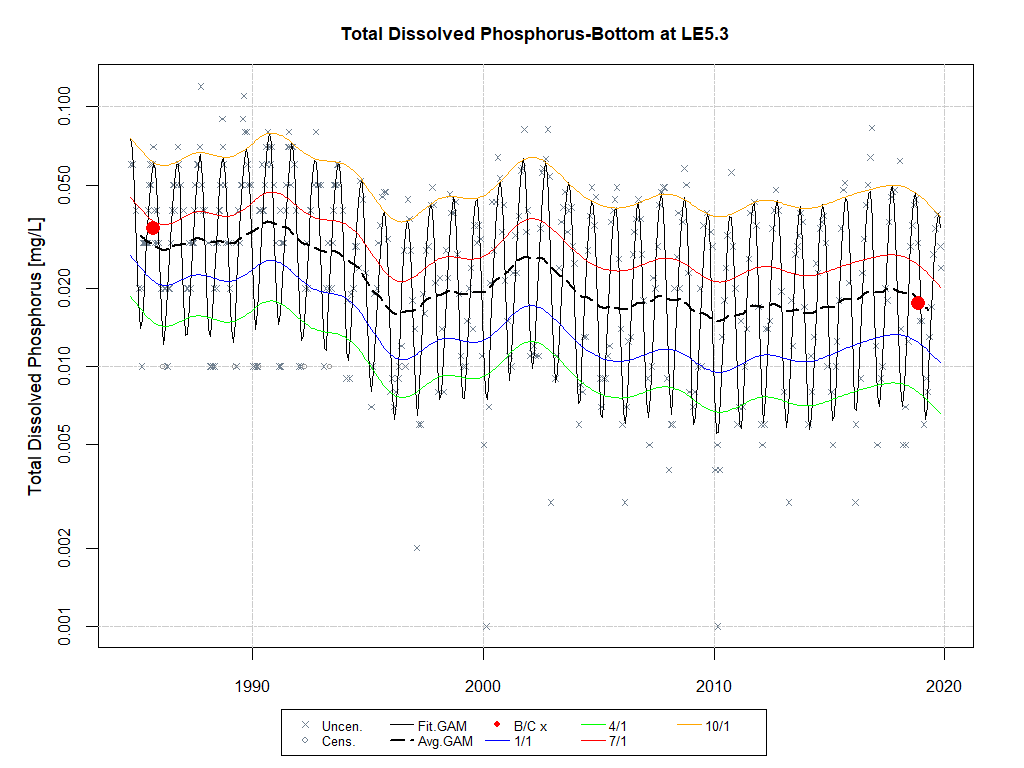 Total Dissolved Phosphorus-Bottom at LE5.3
Total Dissolved Phosphorus [mg/L]
0.100
0.050
0.020
0.010
0.005
0.002
0.001
1990 2000 2010 2020
Uncen. Fit.GAM B/C x 4/1 10/1
Cens. Avg.GAM 1/1 7/1